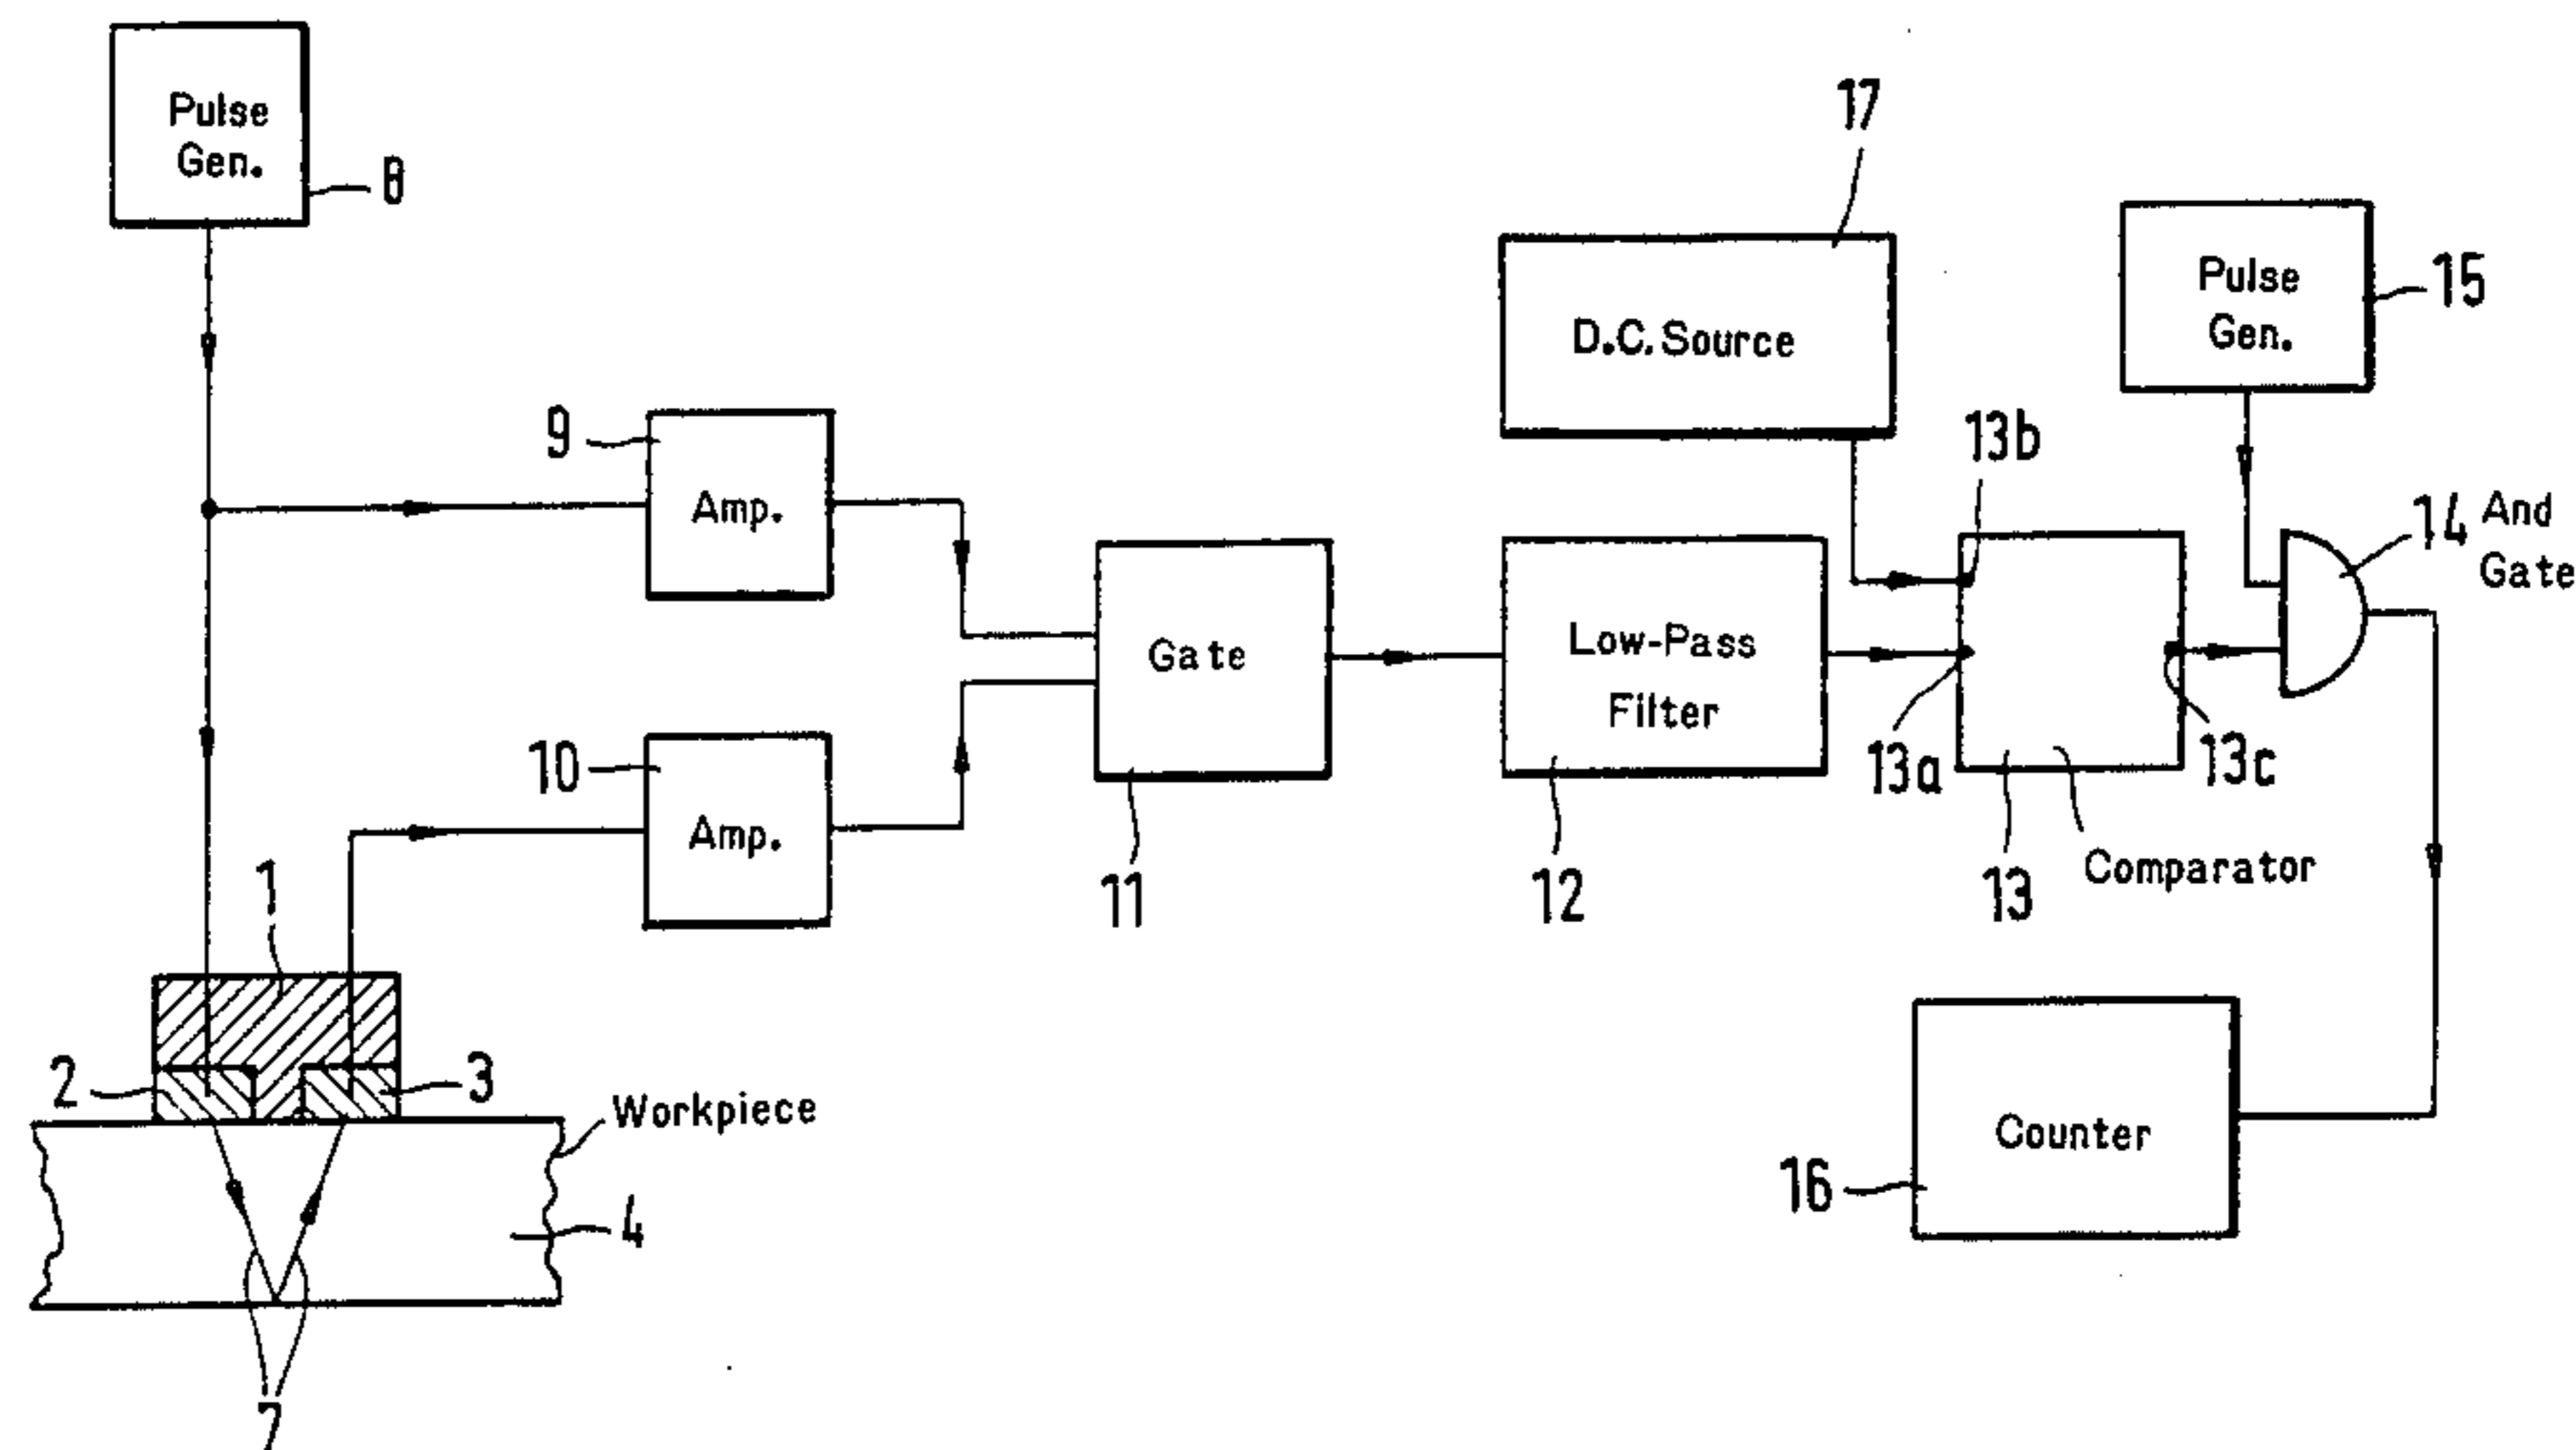 Pulse
Gen.
8
17
D.C. Source
Pulse
Gen.
15
9
Amp.
13b
14 And
Gate
Gate
Low-Pass
Filter
10
Amp.
11
12
13a
13
13c
Comparator
1
2
3
Workpiece
4
7
Counter
16